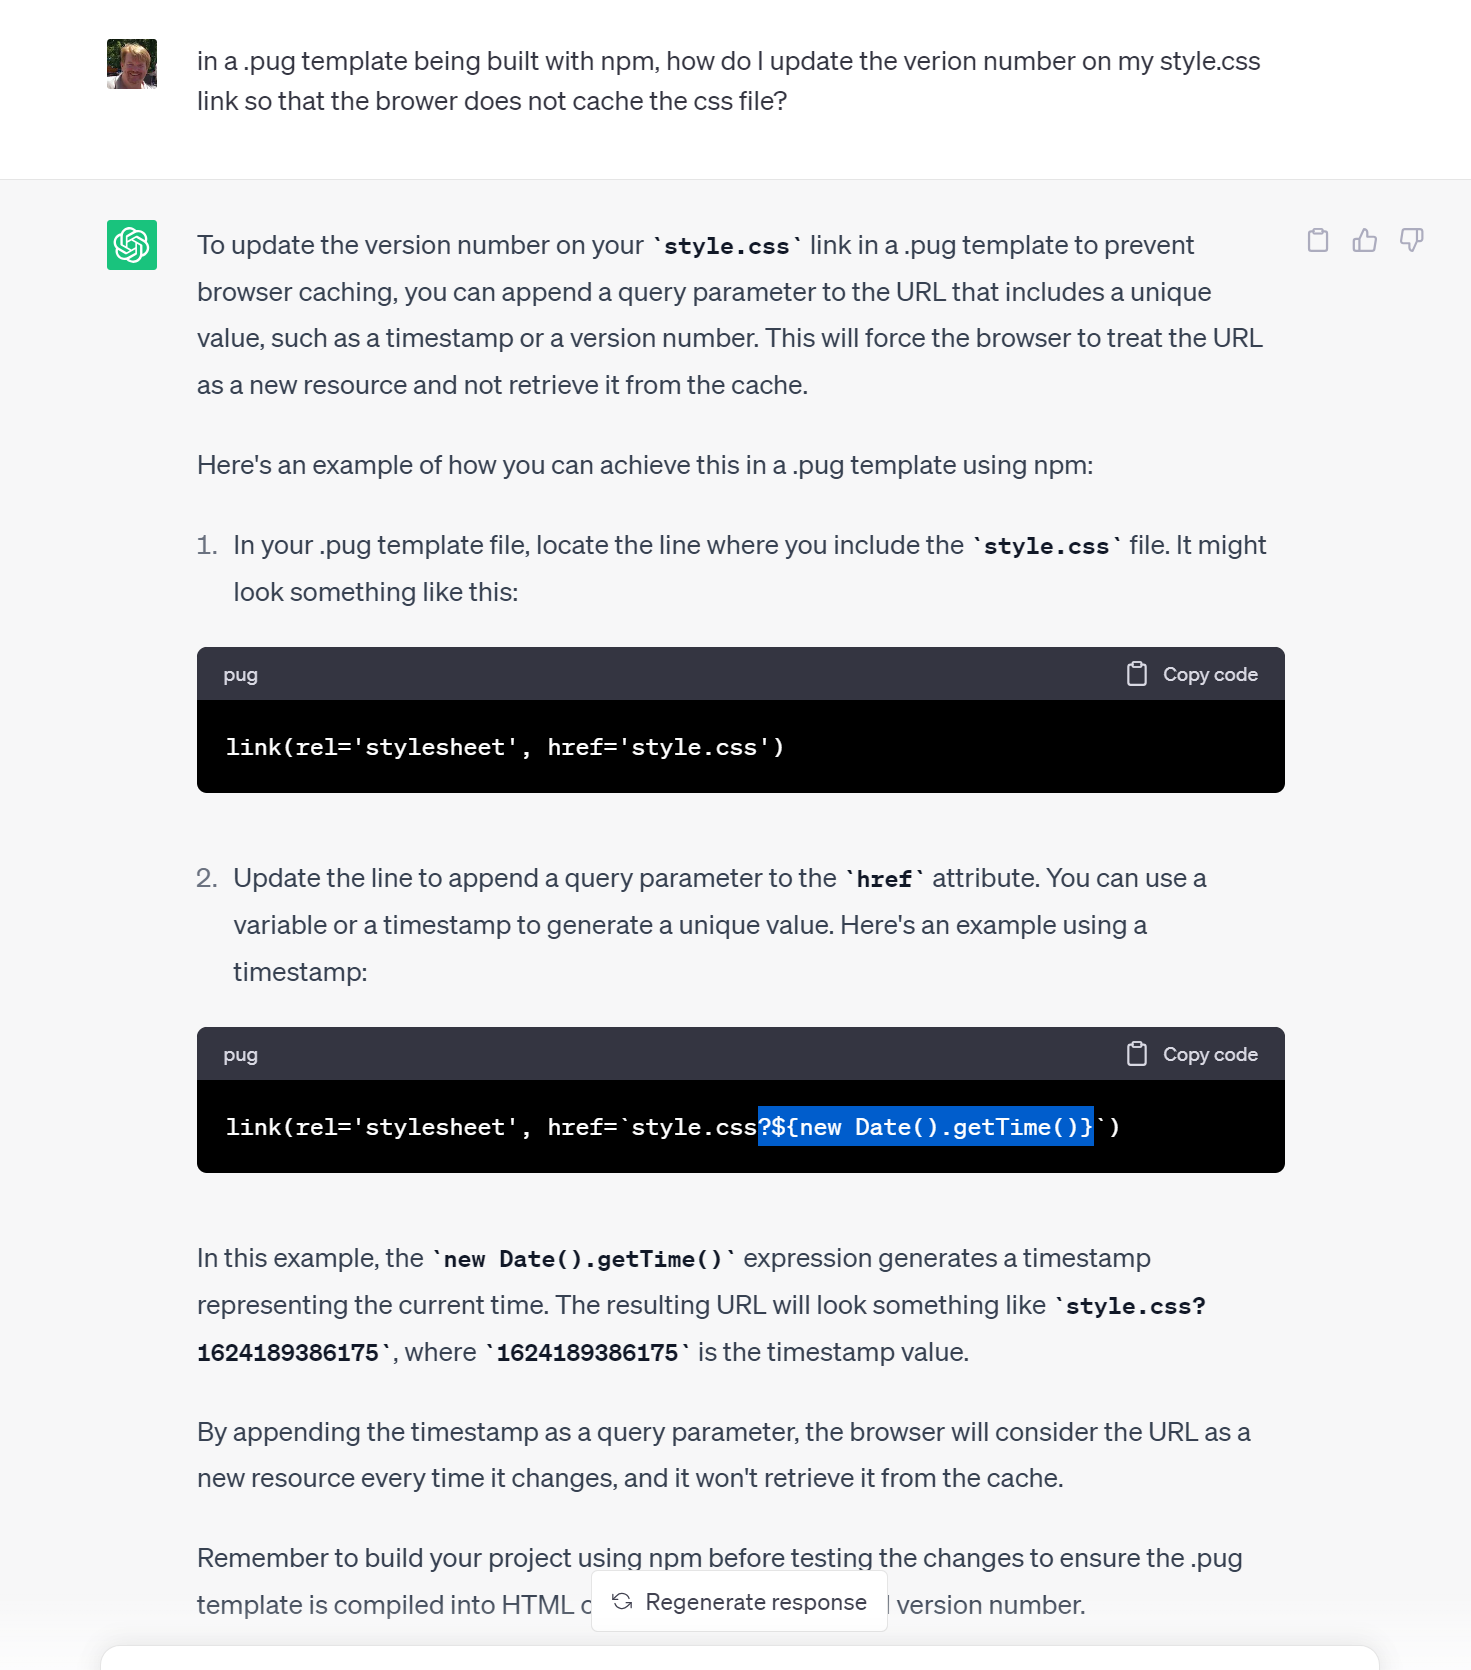 in a .pug template being built with npm, how do I update the verion number on my style.css
link so that the brower does not cache the css file?
To update the version number on your `style.css` link in a .pug template to prevent
browser caching, you can append a query parameter to the URL that includes a unique
value, such as a timestamp or a version number. This will force the browser to treat the URL
as a new resource and not retrieve it from the cache.
Here's an example of how you can achieve this in a .pug template using npm:
1. In your .pug template file, locate the line where you include the `style.css` file. It might
look something like this:
pug Copy code
link(rel='stylesheet', href='style.css')
2. Update the line to append a query parameter to the `href` attribute. You can use a
variable or a timestamp to generate a unique value. Here's an example using a
timestamp:
pug Copy code
link(rel='stylesheet', href=`style.css?${new Date().getTime()}`)
In this example, the `new Date().getTime()` expression generates a timestamp
representing the current time. The resulting URL will look something like `style.css?
1624189386175`, where `1624189386175` is the timestamp value.
By appending the timestamp as a query parameter, the browser will consider the URL as a
new resource every time it changes, and it won't retrieve it from the cache.
Remember to build your project using npm before testing the changes to ensure the .pug
template is compiled into HTML version number.
Regenerate response